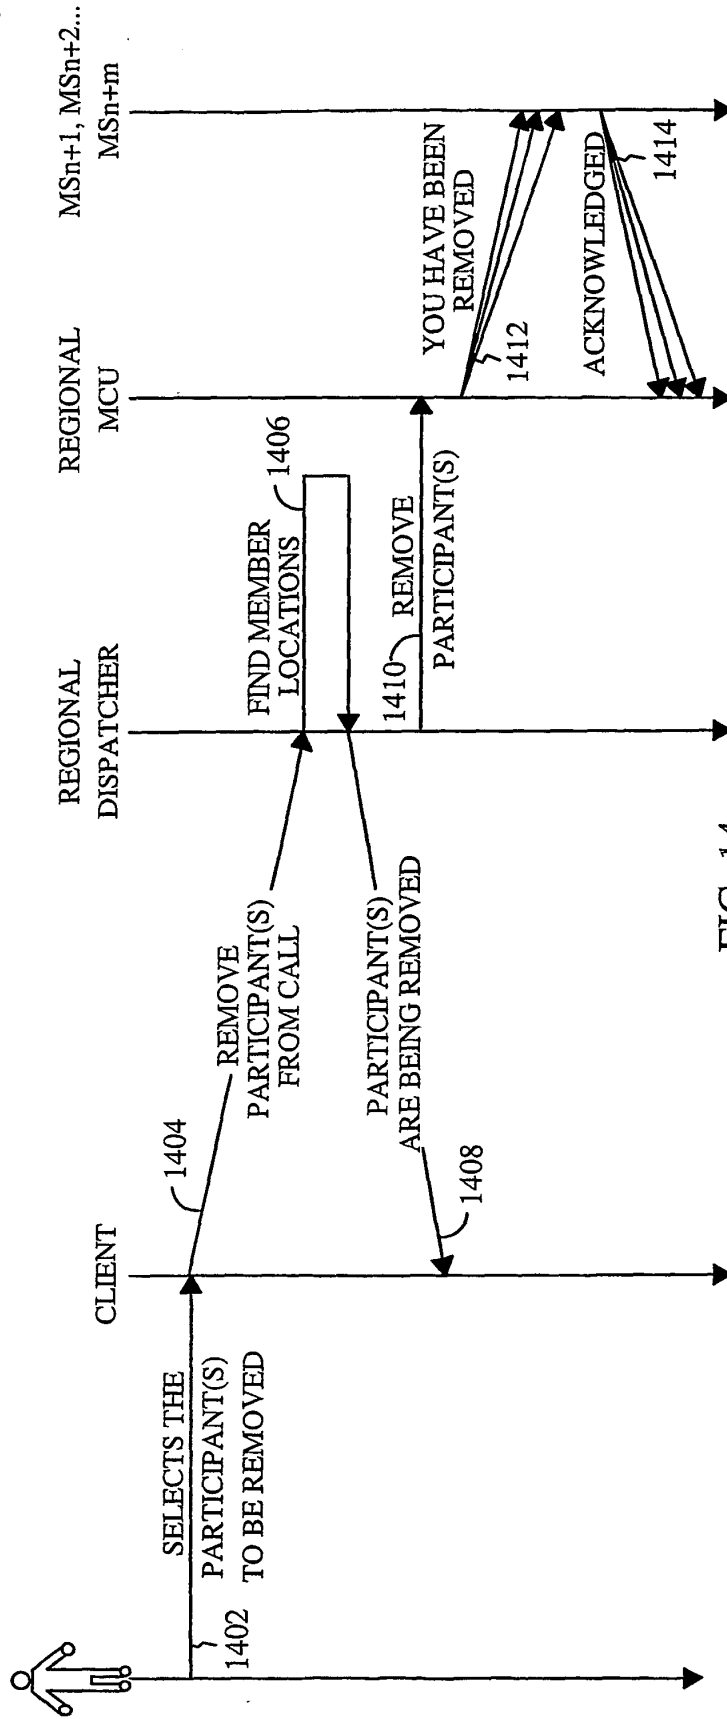 CLIENT
REGIONAL
DISPATCHER
REGIONAL
MCU
MSn+1, MSn+2...
MSn+m
SELECTS THE
PARTICIPANT(S)
TO BE REMOVED
1402
1404
REMOVE
PARTICIPANT(S)
FROM CALL
FIND MEMBER
LOCATIONS
1406
PARTICIPANT(S)
ARE BEING REMOVED
1408
1410
REMOVE
PARTICIPANT(S)
YOU HAVE BEEN
REMOVED
1412
ACKNOWLEDGED
1414
FIG. 14